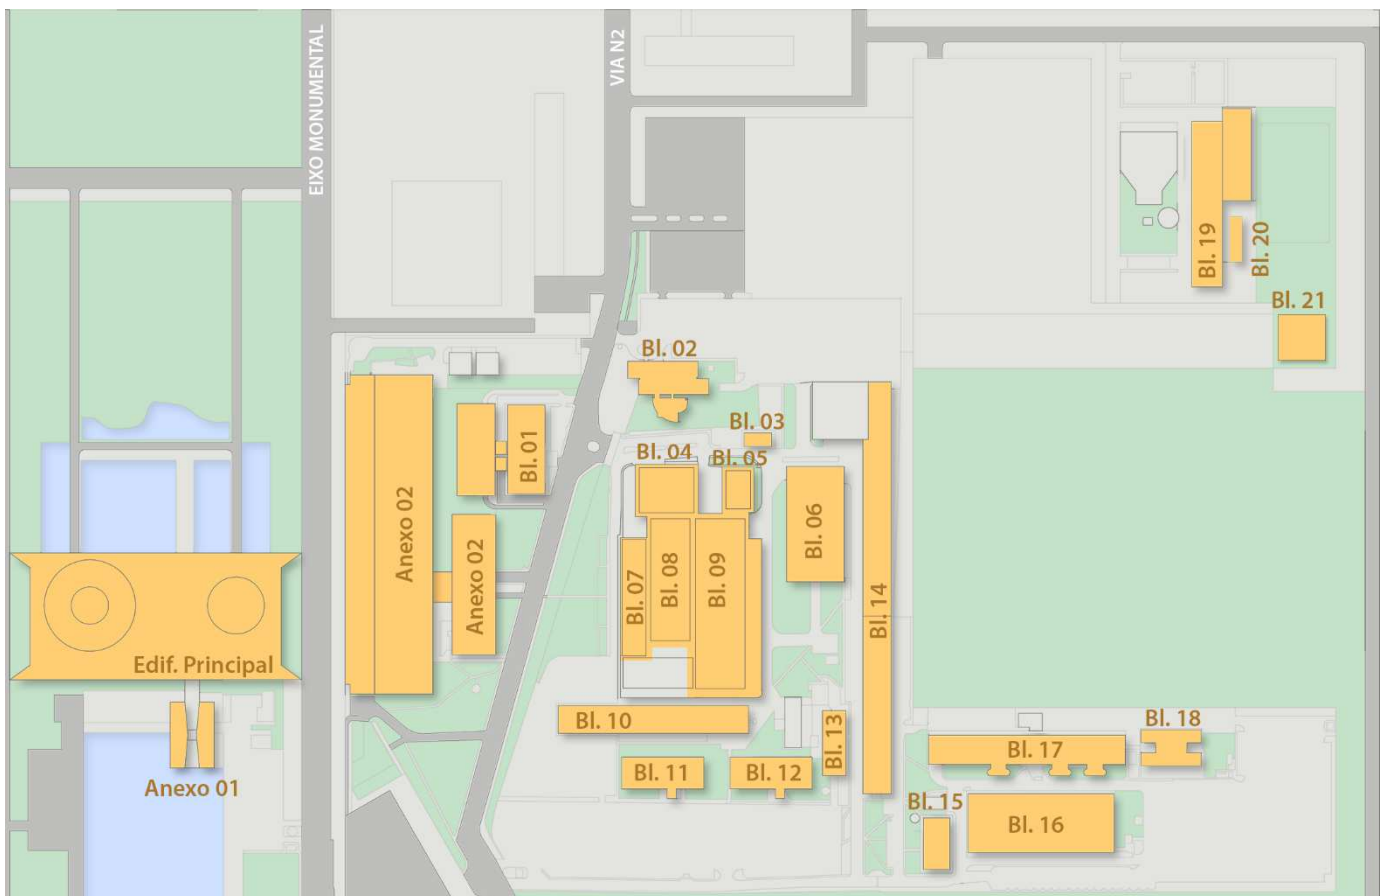 EIXO MONUMENTAL
VIA N2
Bl. 19
Bl. 20
Bl. 21
Bl. 02
Bl. 03
Bl. 04
Bl. 05
Bl. 01
Anexo 02
Anexo 02
Bl. 06
Bl. 07
Bl. 08
Bl. 09
Bl. 14
Edif. Principal
Anexo 01
Bl. 10
Bl. 11
Bl. 12
Bl. 13
Bl. 17
Bl. 18
Bl. 15
Bl. 16